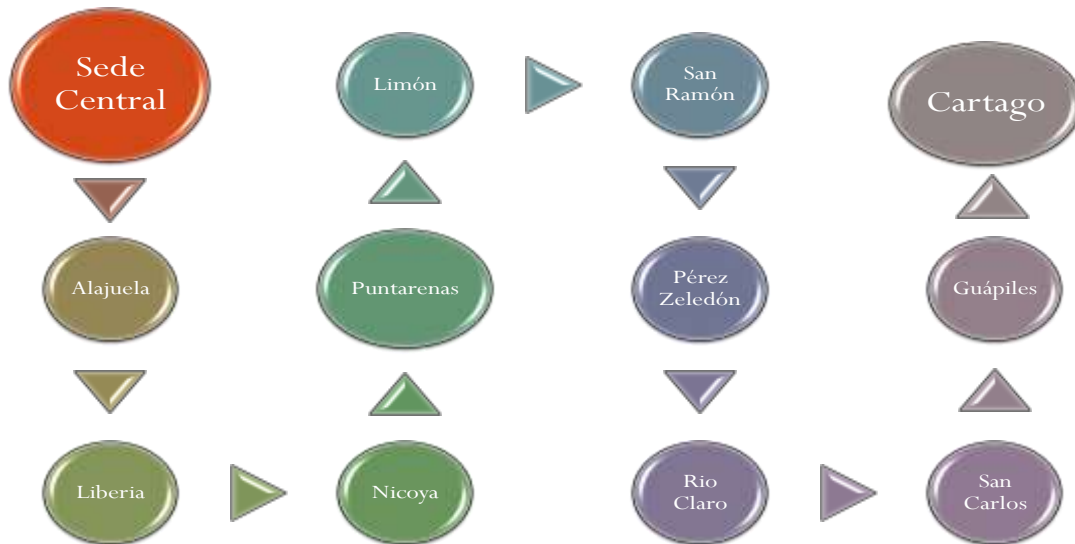 Sede
Central
Alajuela
Liberia
Nicoya
Puntarenas
Limón
San
Ramón
Pérez
Zeledón
Rio
Claro
San
Carlos
Guápiles
Cartago